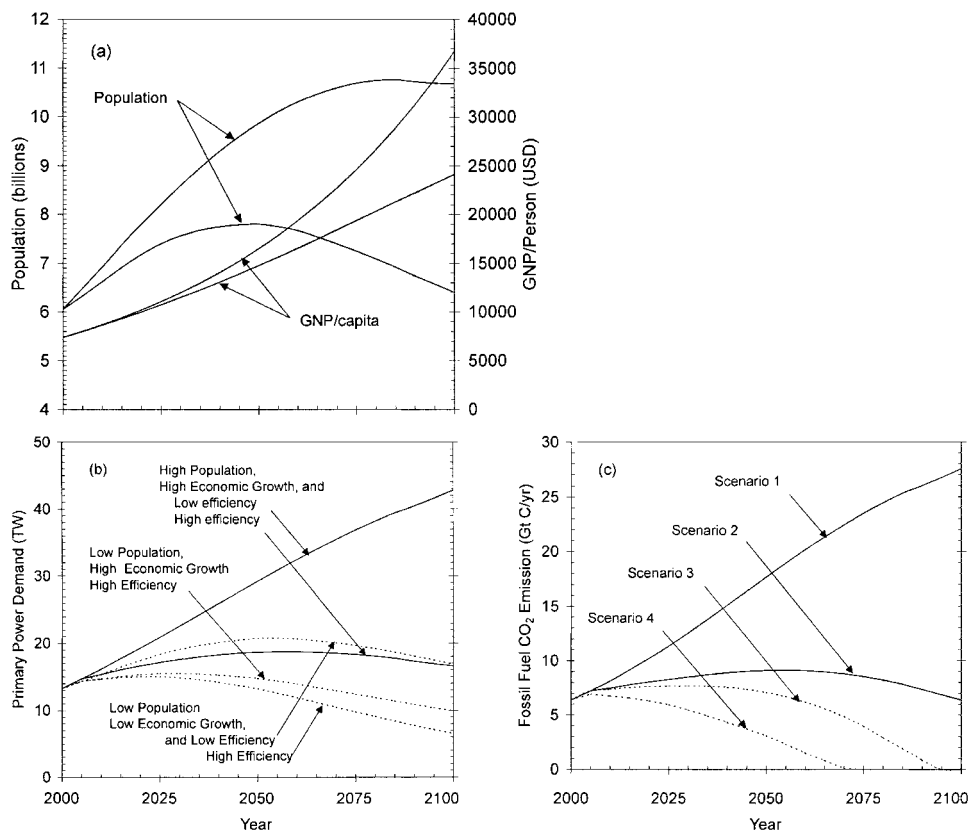 (a)
12
11
10
9
8
7
6
5
4
Population (billions)
40000
35000
30000
25000
20000
15000
10000
5000
0
GNP/Person (USD)
Population
GNP/capita
(b)
50
40
30
20
10
0
Primary Power Demand (TW)
High Population,
High Economic Growth, and
Low efficiency
High efficiency
Low Population,
High Economic Growth
High Efficiency
Low Population
Low Economic Growth,
and Low Efficiency
High Efficiency
2000
2025
2050
2075
2100
Year
(c)
30
25
20
15
10
5
0
Fossil Fuel CO2 Emission (Gt C/yr)
Scenario 1
Scenario 2
Scenario 3
Scenario 4
2000
2025
2050
2075
2100
Year